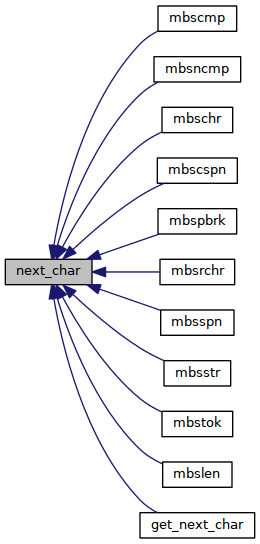 mbscmp
mbsncmp
mbschr
mbscspn
mbspbrk
next_char
mbsrchr
mbsspn
mbsstr
mbstok
mbslen
get_next_char